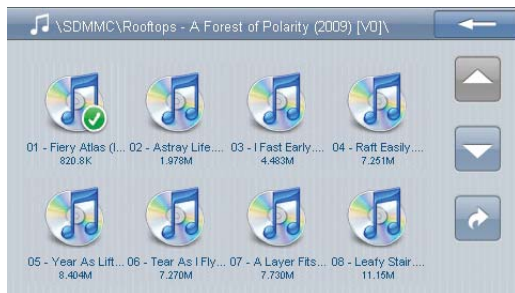 \SDMMC\Rooftops - A Forest of Polarity (2009) [V0]\
01 - Fiery Atlas (I... 02 - Astray Life.... 03 - I Fast Early.... 04 - Raft Easily....
820.8K 1.978M 4.483M 7.251M
05 - Year As Lift... 06 - Tear As I Fly... 07 - A Layer Fits... 08 - Leafy Stair....
8.404M 7.270M 7.730M 11.15M